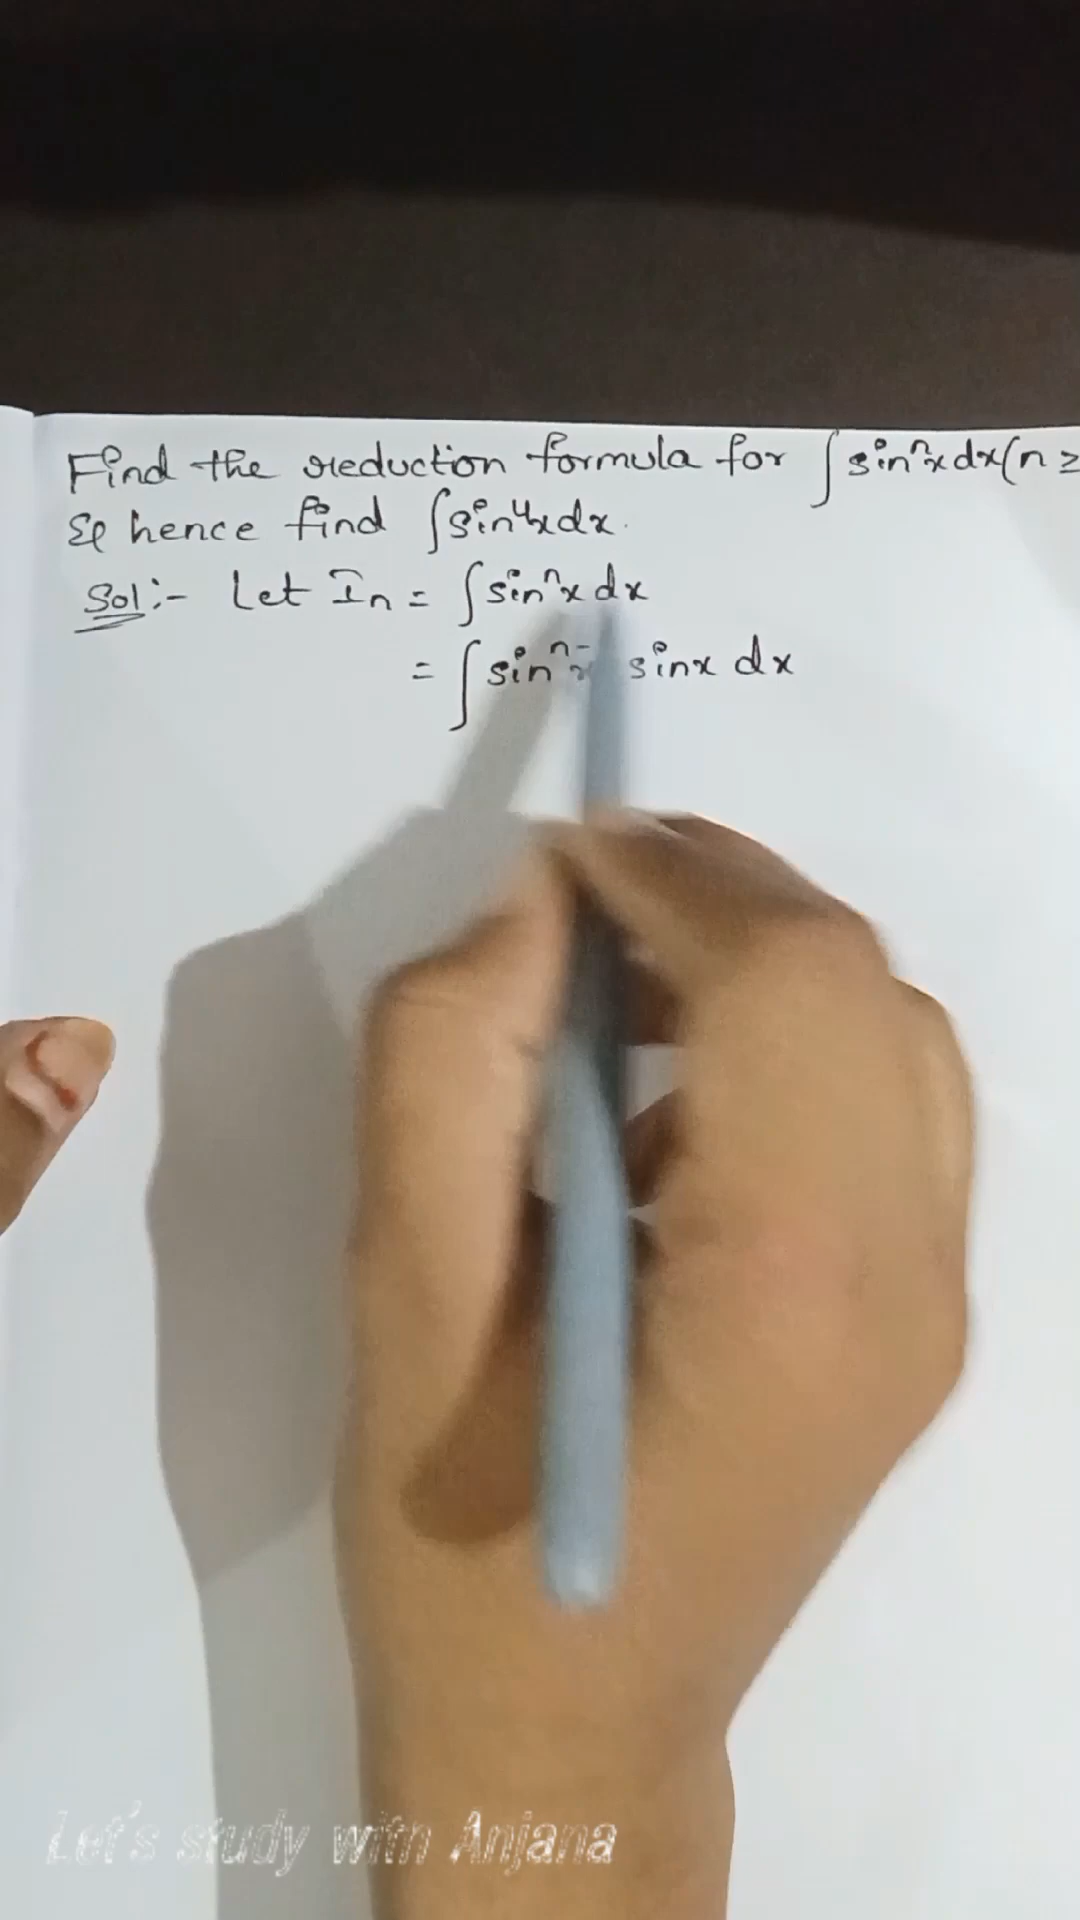 Find the reduction formula for ∫ sinⁿx dx (n ≥
& hence find ∫ sin⁴x dx.
Sol:- Let Iₙ = ∫ sinⁿx dx
= ∫ sinⁿ⁻ x sinx dx
Let's study with Anjana